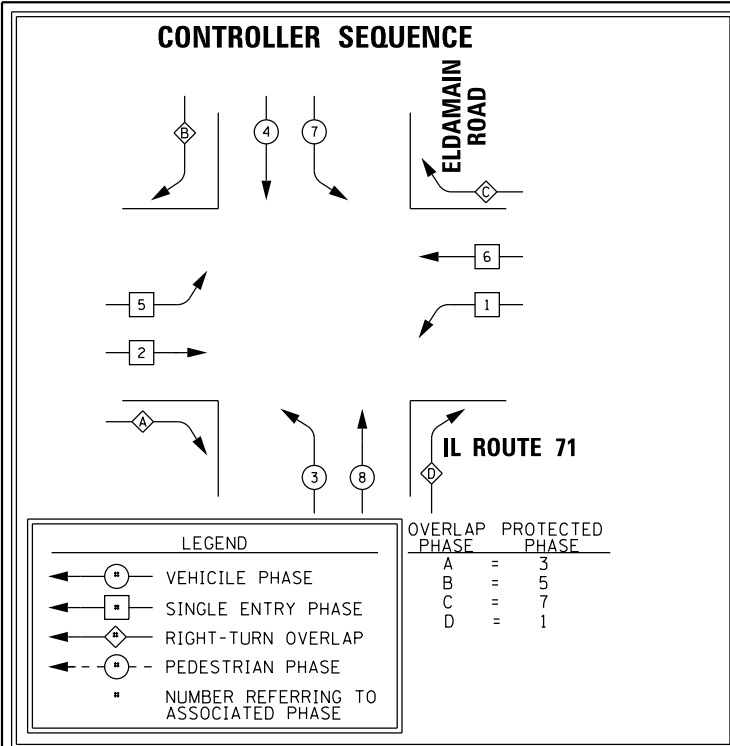 CONTROLLER SEQUENCE
ELDAMAIN
ROAD
B
4
7
C
6
1
5
2
A
3
8
D
IL ROUTE 71
LEGEND
# VEHICILE PHASE
# SINGLE ENTRY PHASE
# RIGHT-TURN OVERLAP
# PEDESTRIAN PHASE
# NUMBER REFERRING TO
ASSOCIATED PHASE
OVERLAP PROTECTED
PHASE PHASE
A = 3
B = 5
C = 7
D = 1